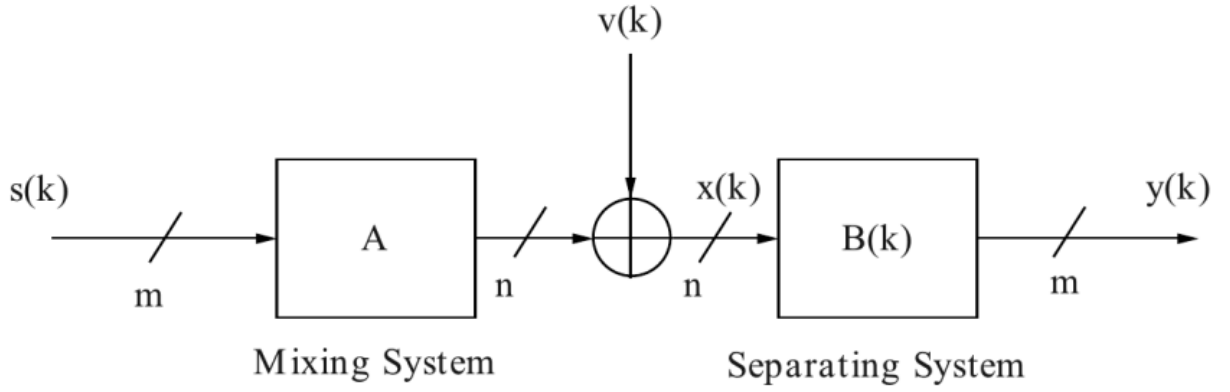 v(k)
s(k)
x(k)
y(k)
A
B(k)
m
n
n
m
Mixing System
Separating System